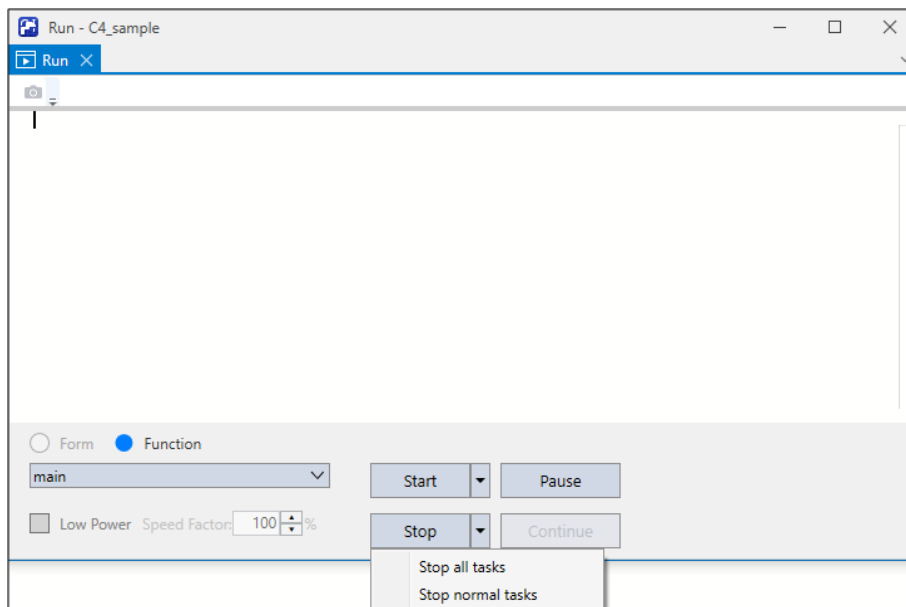 Run - C4_sample
Run
Form Function
main
Start Pause
Low Power Speed Factor: 100 %
Stop Continue
Stop all tasks
Stop normal tasks